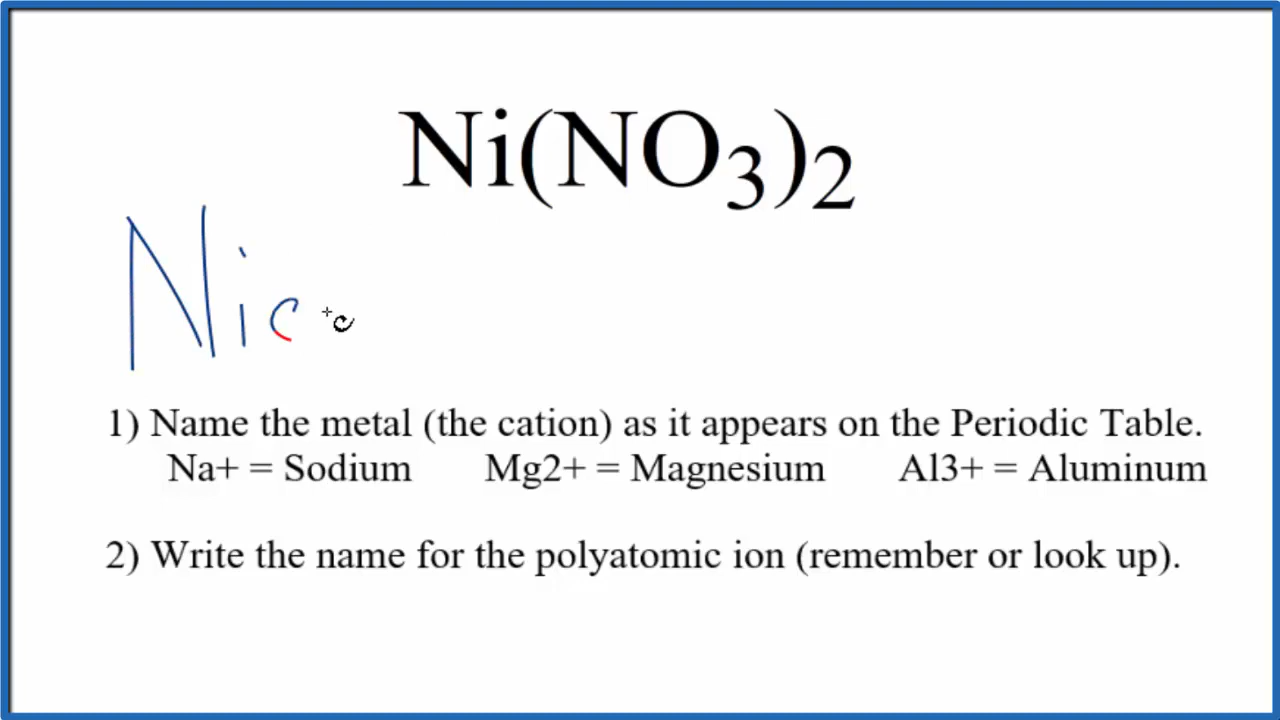 Ni(NO3)2
Nic
1) Name the metal (the cation) as it appears on the Periodic Table.
Na+ = Sodium Mg2+ = Magnesium Al3+ = Aluminum
2) Write the name for the polyatomic ion (remember or look up).